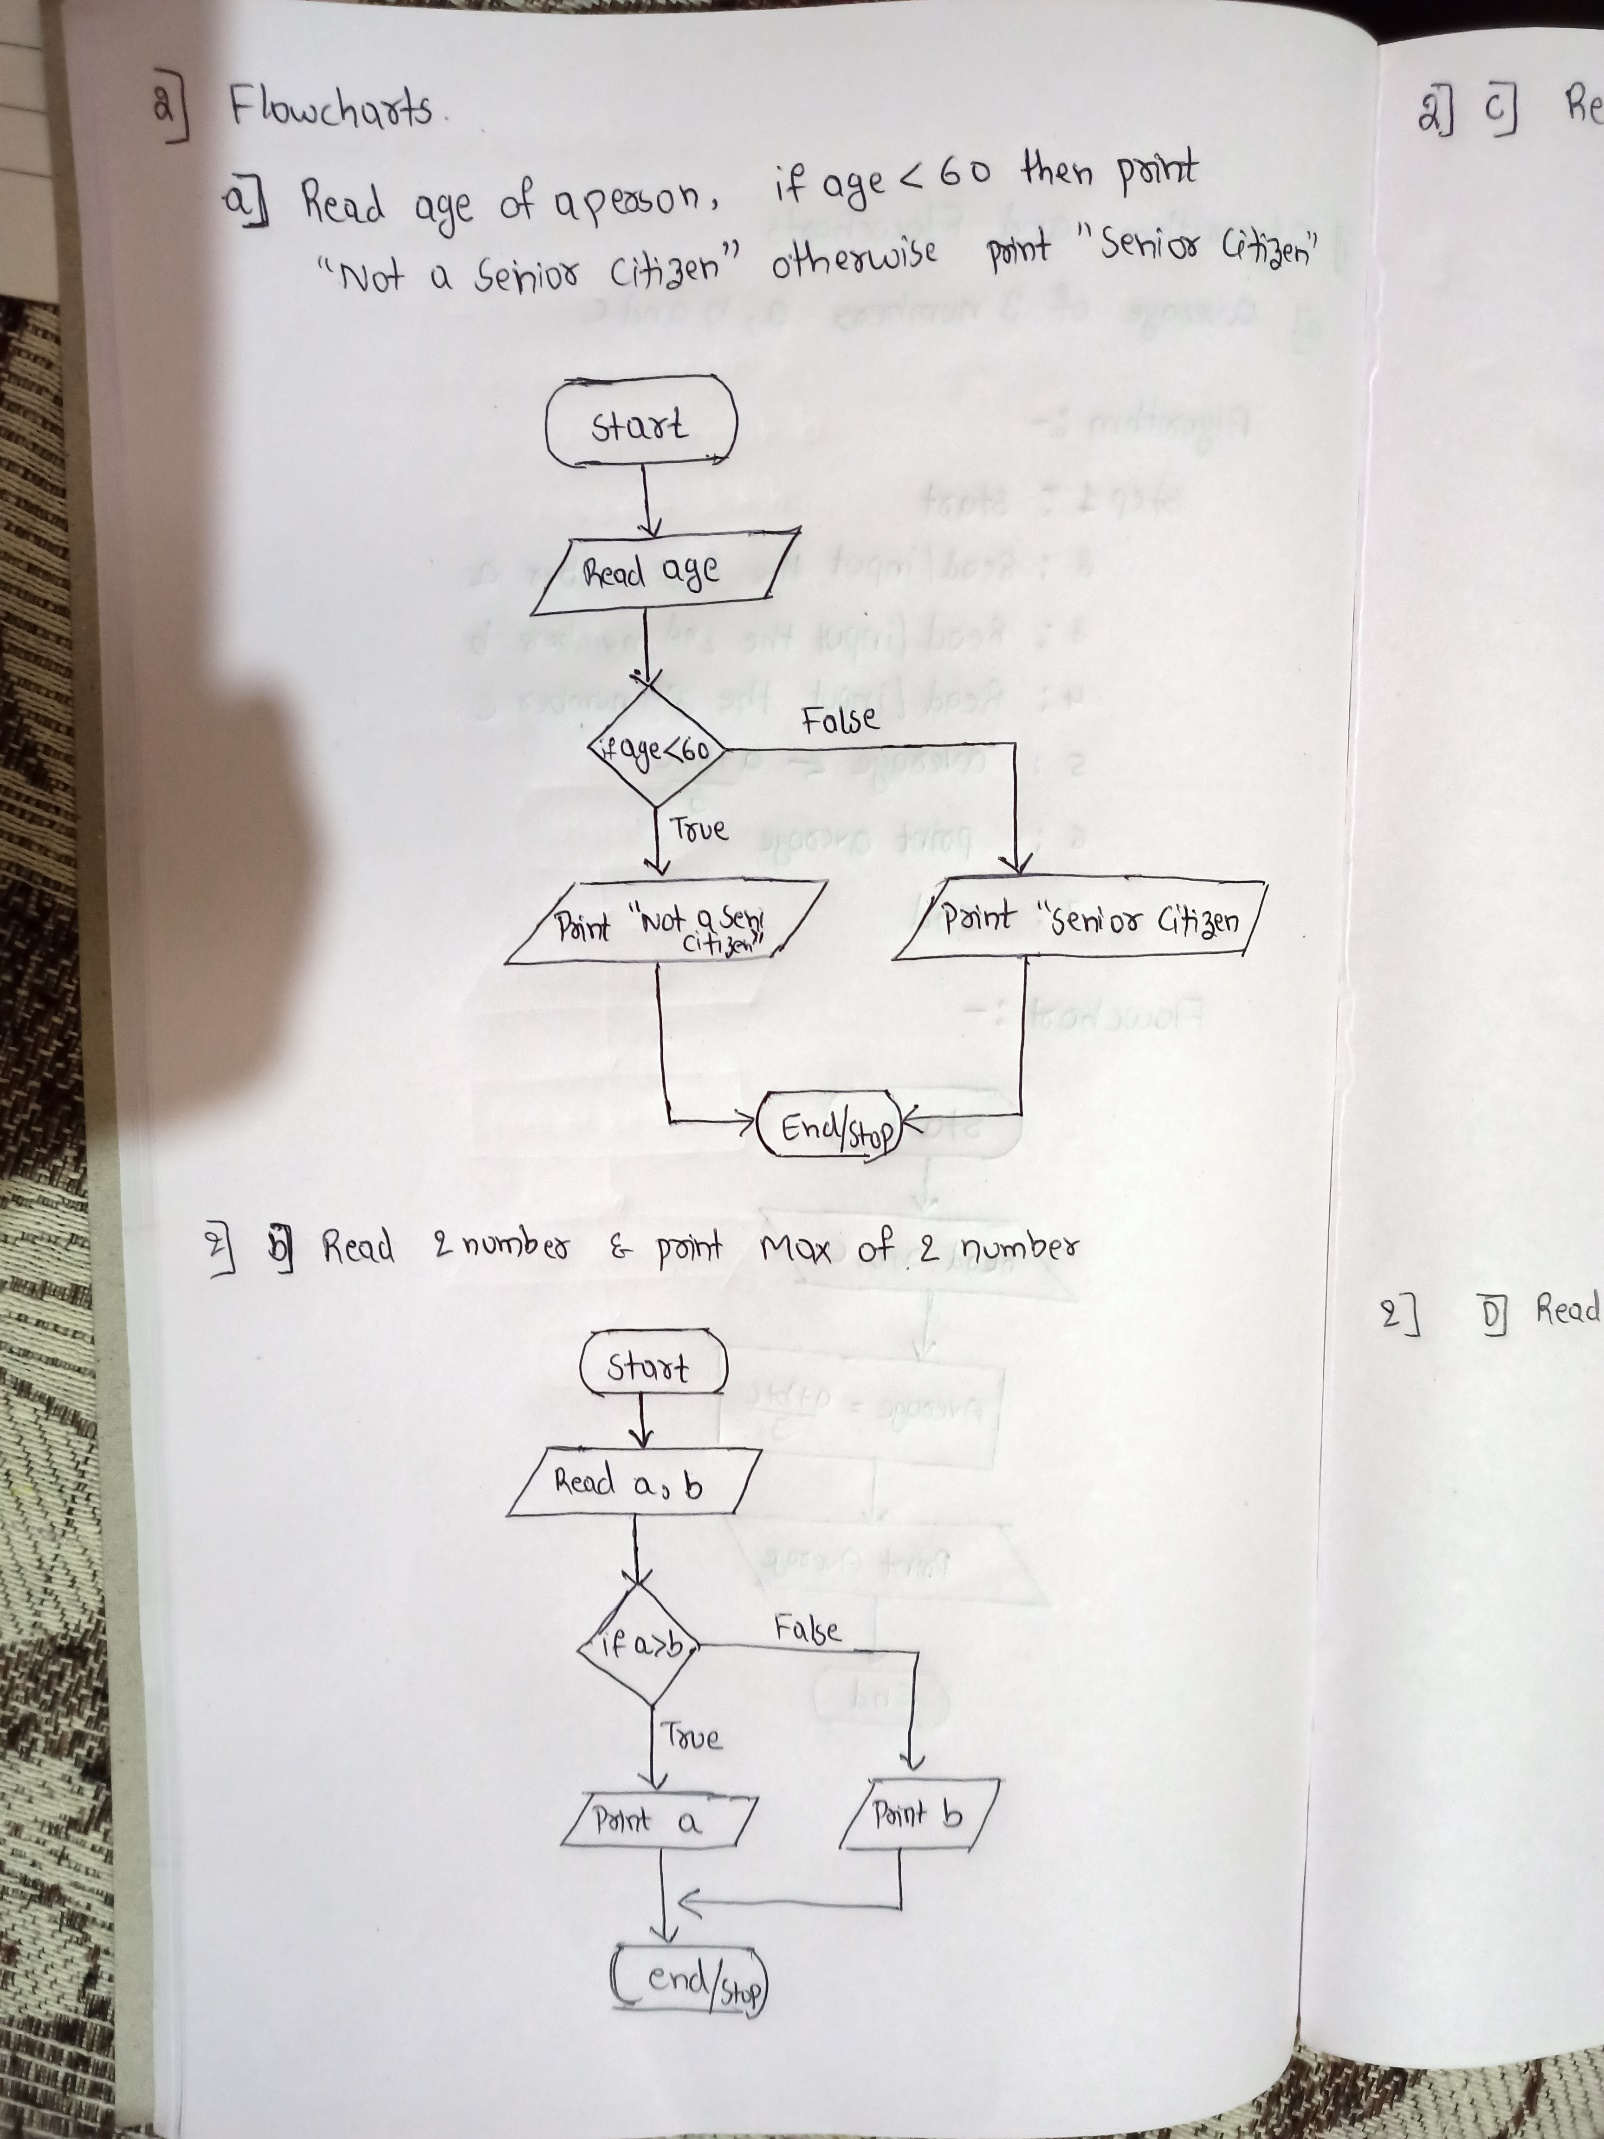 2] Flowcharts.
a] Read age of a person, if age < 60 then print
"Not a Senior Citizen" otherwise print "Senior Citizen"
Start
Read age
if age<60
False
True
Print "Not a Seni
Citizen"
Print "Senior Citizen
End/Stop
2] b] Read 2 number & print Max of 2 number
Start
Read a, b
if a>b
False
True
Print a
Print b
end/stop
2] C] Re
2] D] Read